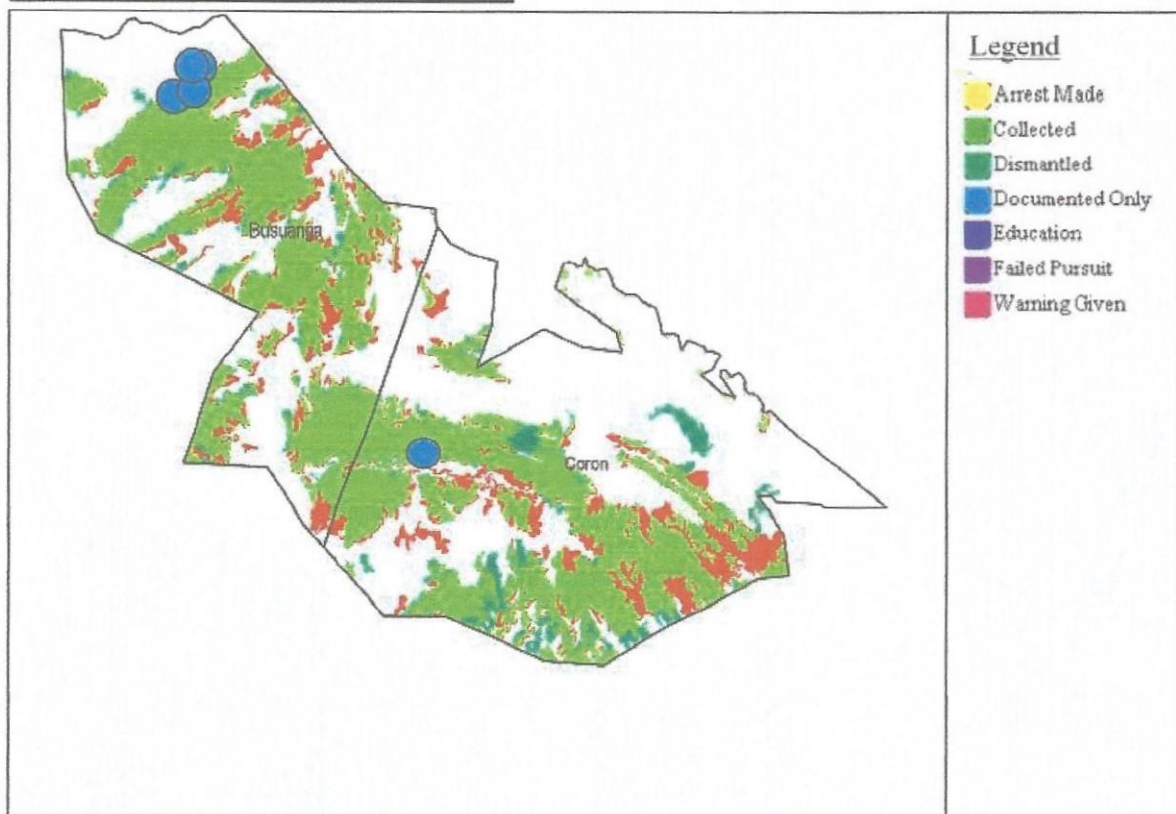 Legend
Arrest Made
Collected
Dismantled
Documented Only
Education
Failed Pursuit
Warning Given
Busuanga
Coron